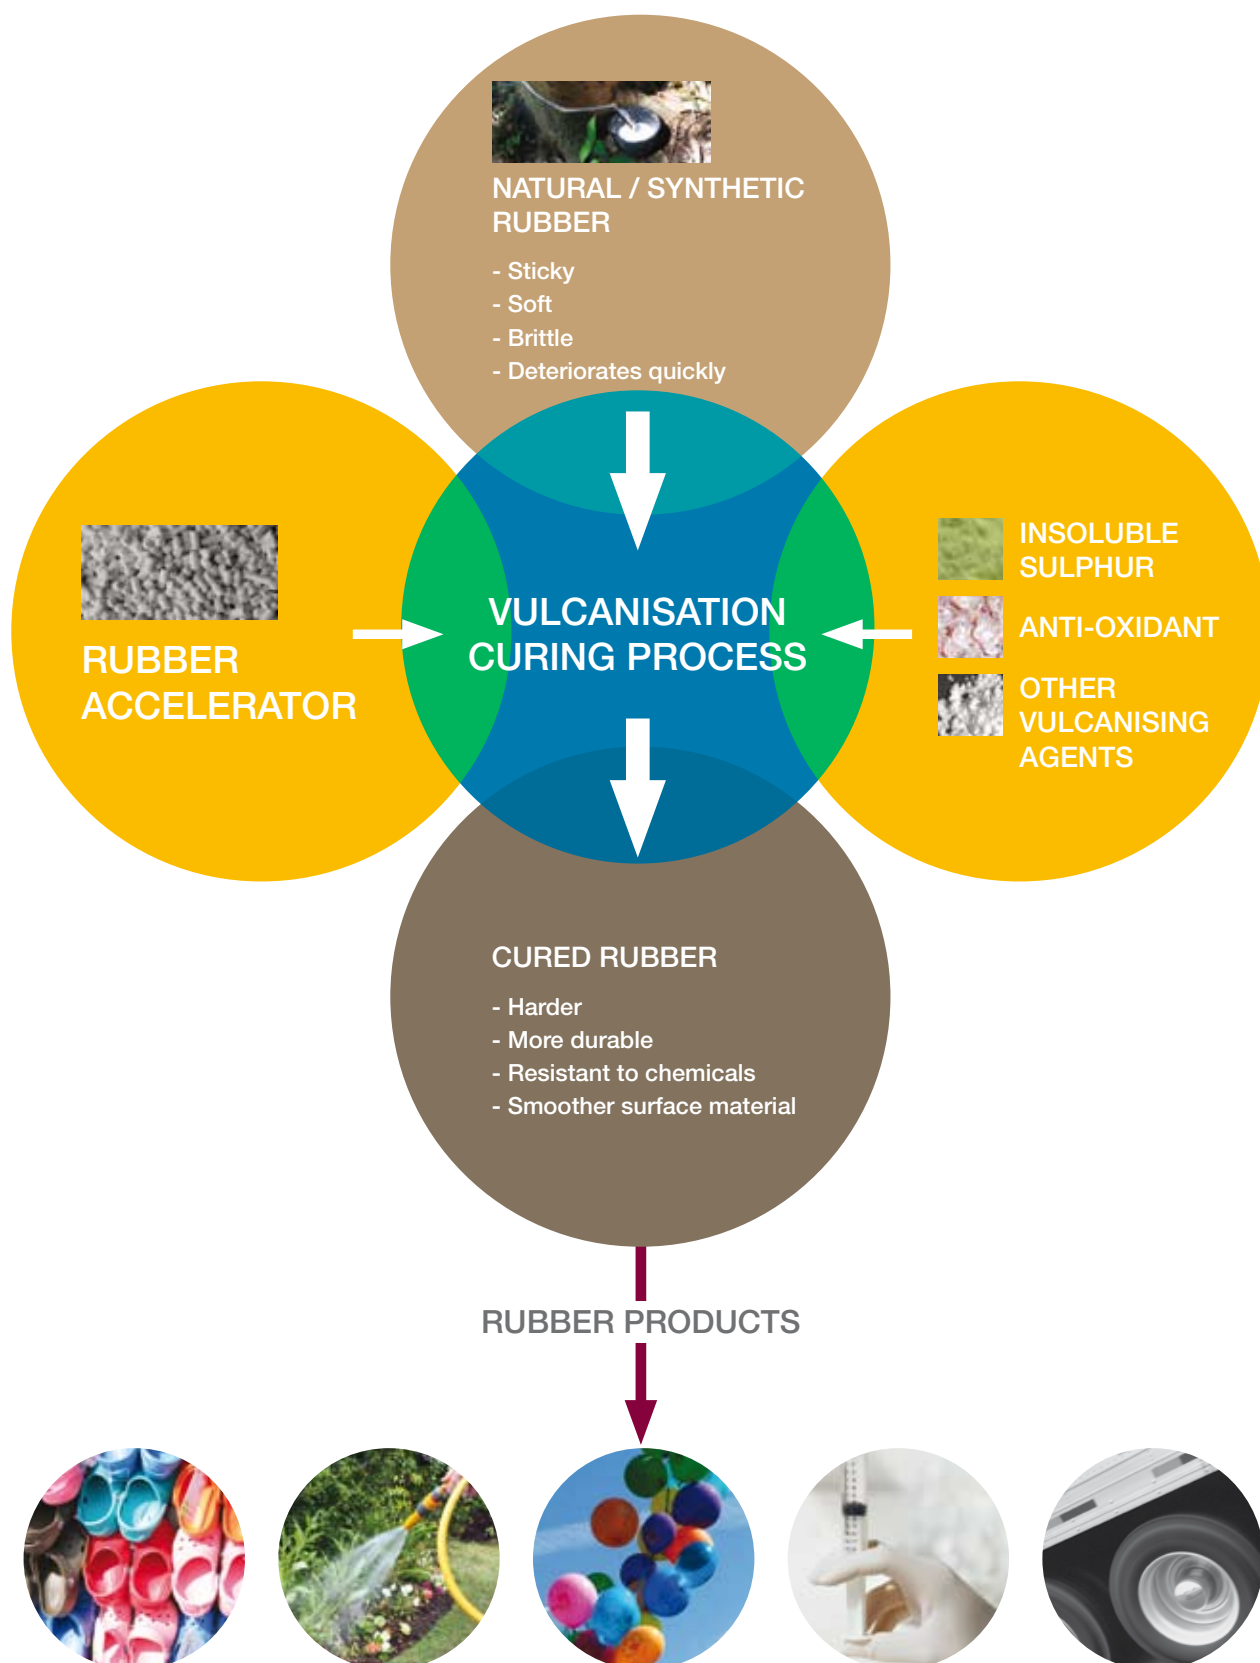 NATURAL / SYNTHETIC
RUBBER
- Sticky
- Soft
- Brittle
- Deteriorates quickly
RUBBER
ACCELERATOR
VULCANISATION
CURING PROCESS
INSOLUBLE
SULPHUR
ANTI-OXIDANT
OTHER
VULCANISING
AGENTS
CURED RUBBER
- Harder
- More durable
- Resistant to chemicals
- Smoother surface material
RUBBER PRODUCTS